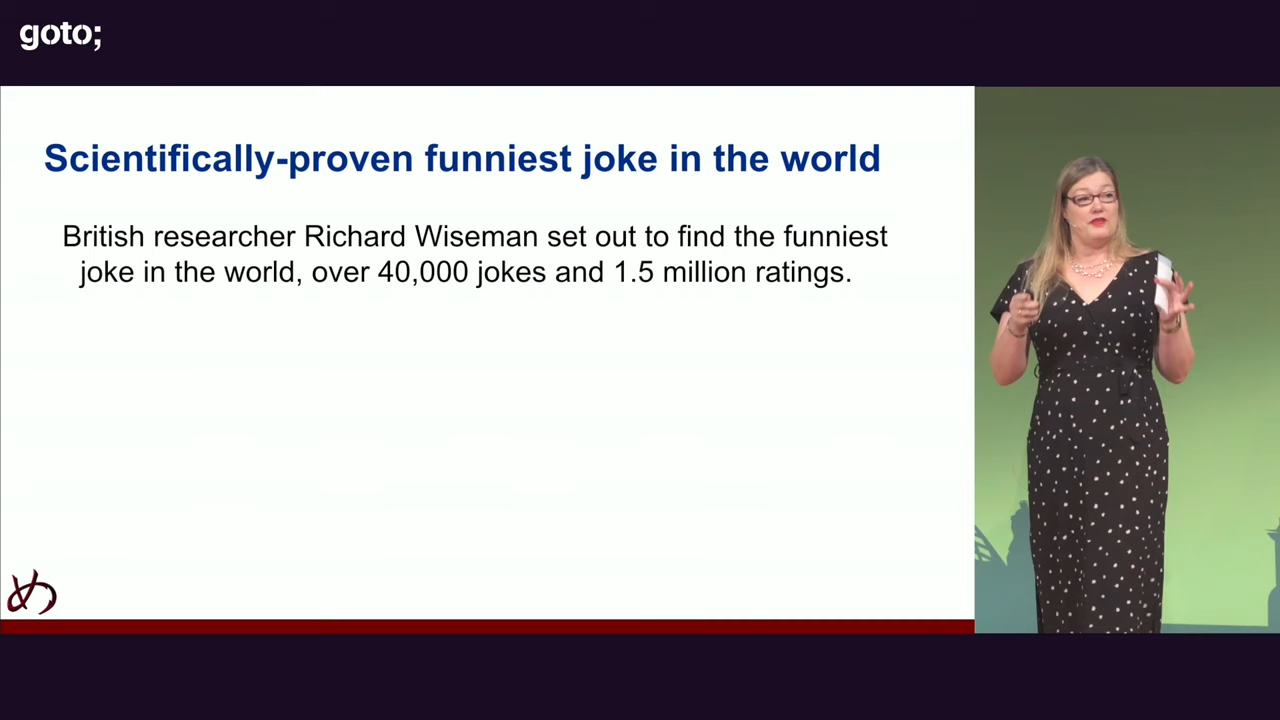 goto;
Scientifically-proven funniest joke in the world
British researcher Richard Wiseman set out to find the funniest
joke in the world, over 40,000 jokes and 1.5 million ratings.
め